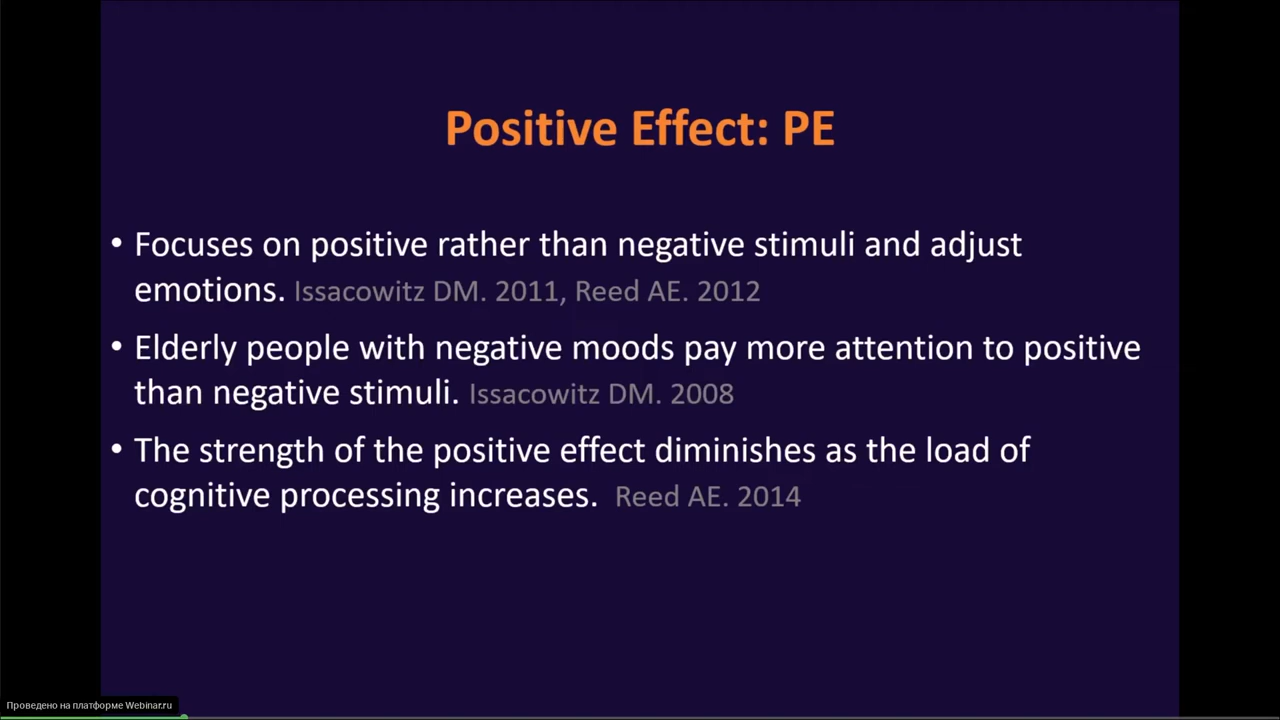 Positive Effect: PE
• Focuses on positive rather than negative stimuli and adjust
emotions. Issacowitz DM. 2011, Reed AE. 2012
• Elderly people with negative moods pay more attention to positive
than negative stimuli. Issacowitz DM. 2008
• The strength of the positive effect diminishes as the load of
cognitive processing increases. Reed AE. 2014
Проведено на платформе Webinar.ru